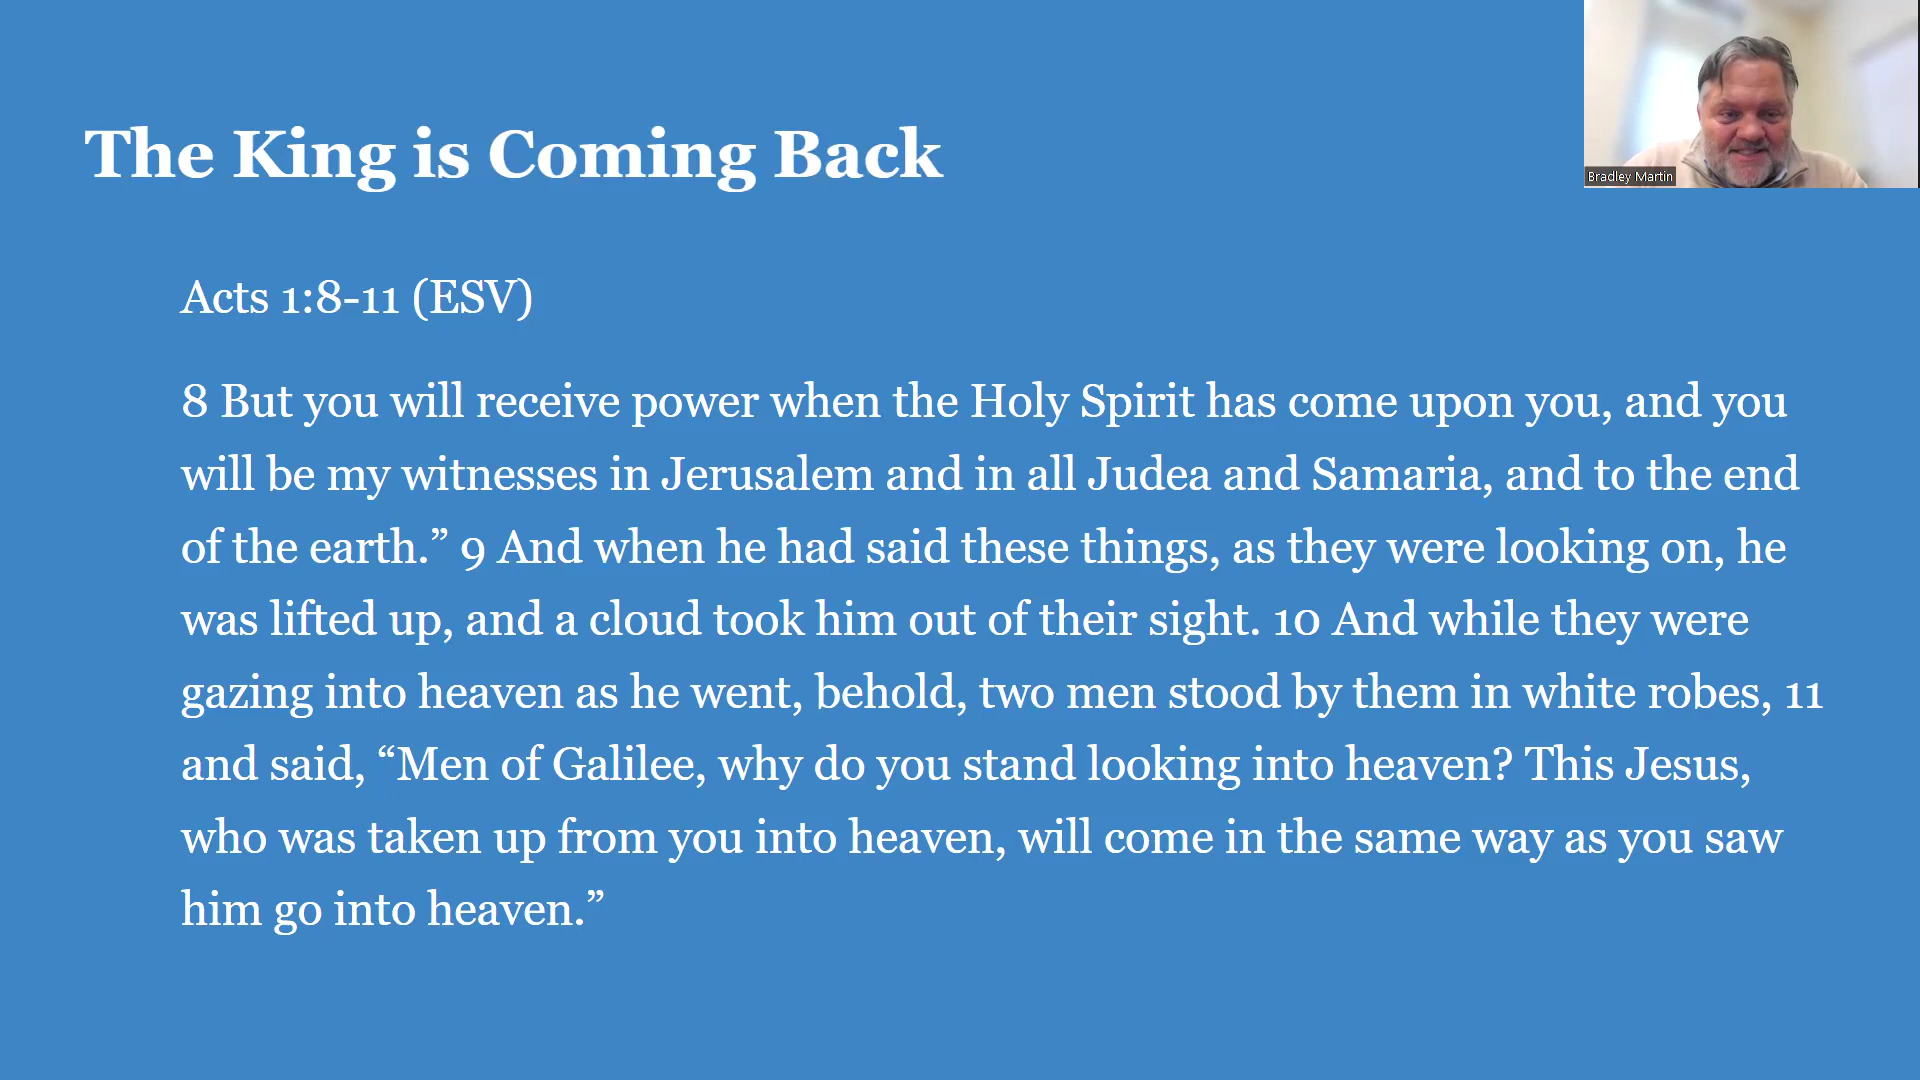 The King is Coming Back
Bradley Martin
Acts 1:8-11 (ESV)
8 But you will receive power when the Holy Spirit has come upon you, and you
will be my witnesses in Jerusalem and in all Judea and Samaria, and to the end
of the earth.” 9 And when he had said these things, as they were looking on, he
was lifted up, and a cloud took him out of their sight. 10 And while they were
gazing into heaven as he went, behold, two men stood by them in white robes, 11
and said, “Men of Galilee, why do you stand looking into heaven? This Jesus,
who was taken up from you into heaven, will come in the same way as you saw
him go into heaven.”